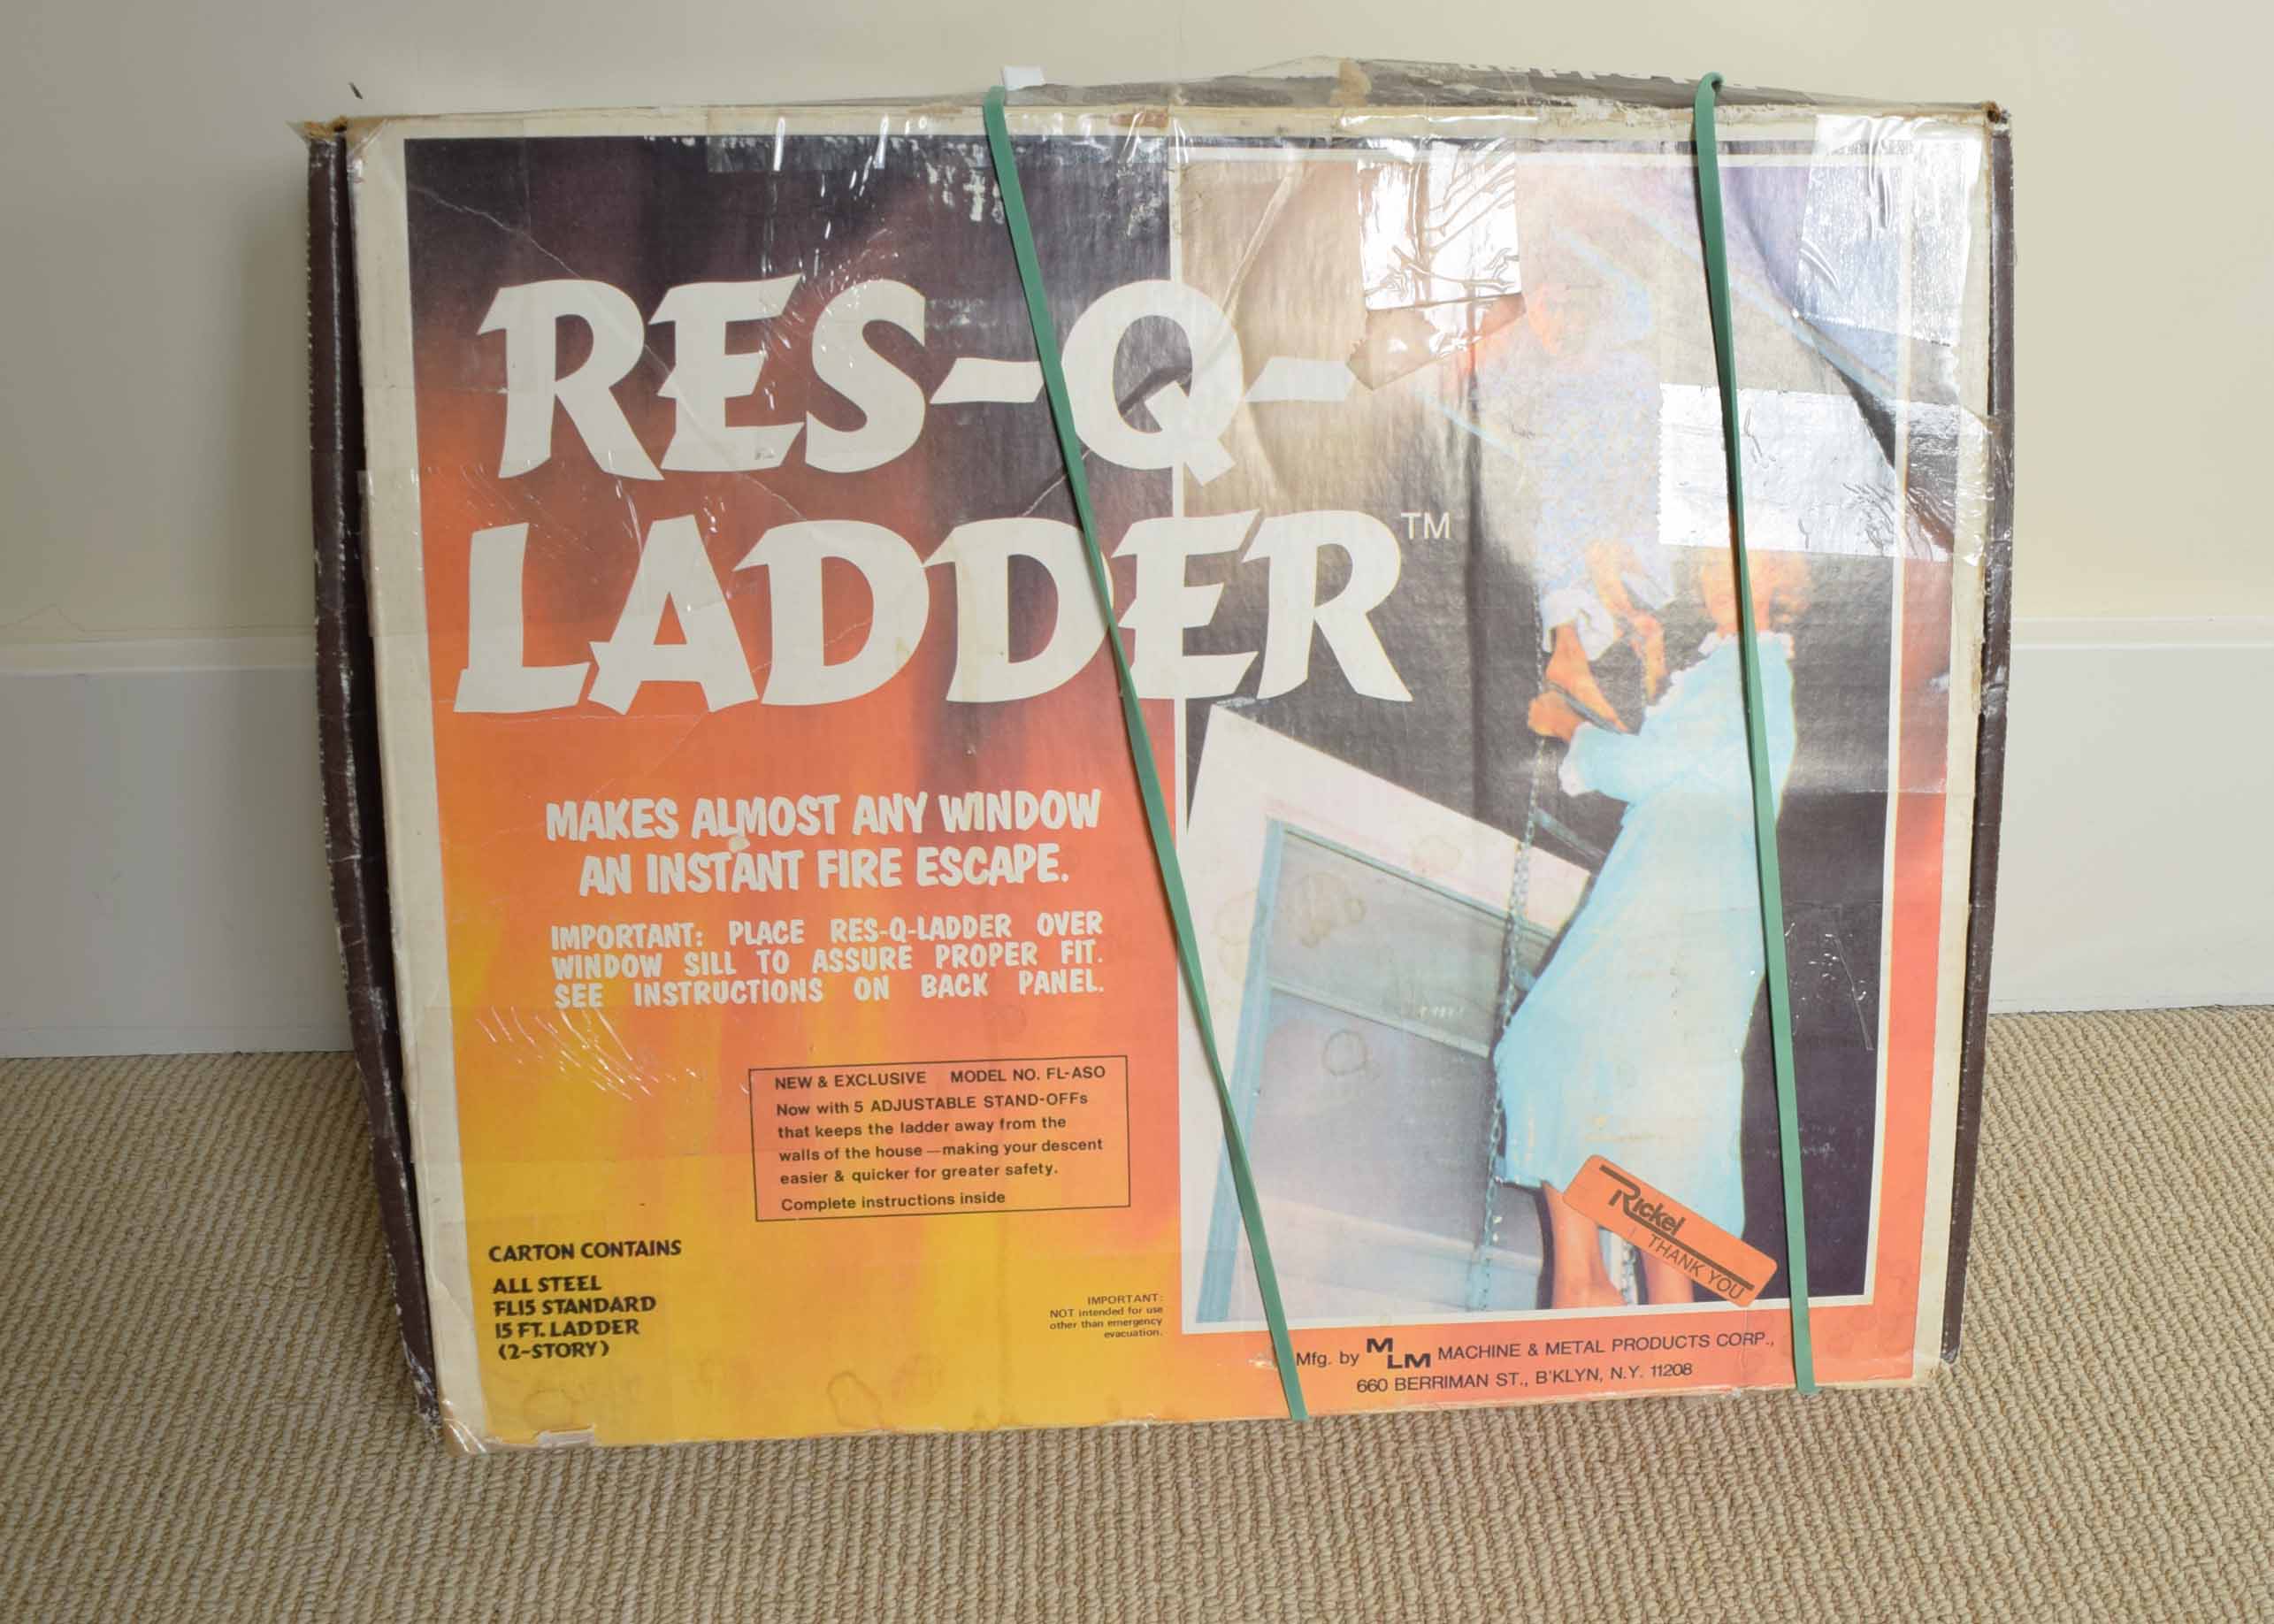 RES-Q-
LADDER™
MAKES ALMOST ANY WINDOW
AN INSTANT FIRE ESCAPE.
IMPORTANT: PLACE RES-Q-LADDER OVER
WINDOW SILL TO ASSURE PROPER FIT.
SEE INSTRUCTIONS ON BACK PANEL.
NEW & EXCLUSIVE MODEL NO. FL-ASO
Now with 5 ADJUSTABLE STAND-OFFs
that keeps the ladder away from the
walls of the house—making your descent
easier & quicker for greater safety.
Complete instructions inside
CARTON CONTAINS
ALL STEEL
FL15 STANDARD
15 FT. LADDER
(2-STORY)
IMPORTANT:
NOT intended for use
other than emergency
evacuation.
Rickel
THANK YOU
Mfg. by MLM MACHINE & METAL PRODUCTS CORP.,
660 BERRIMAN ST., B'KLYN, N.Y. 11208